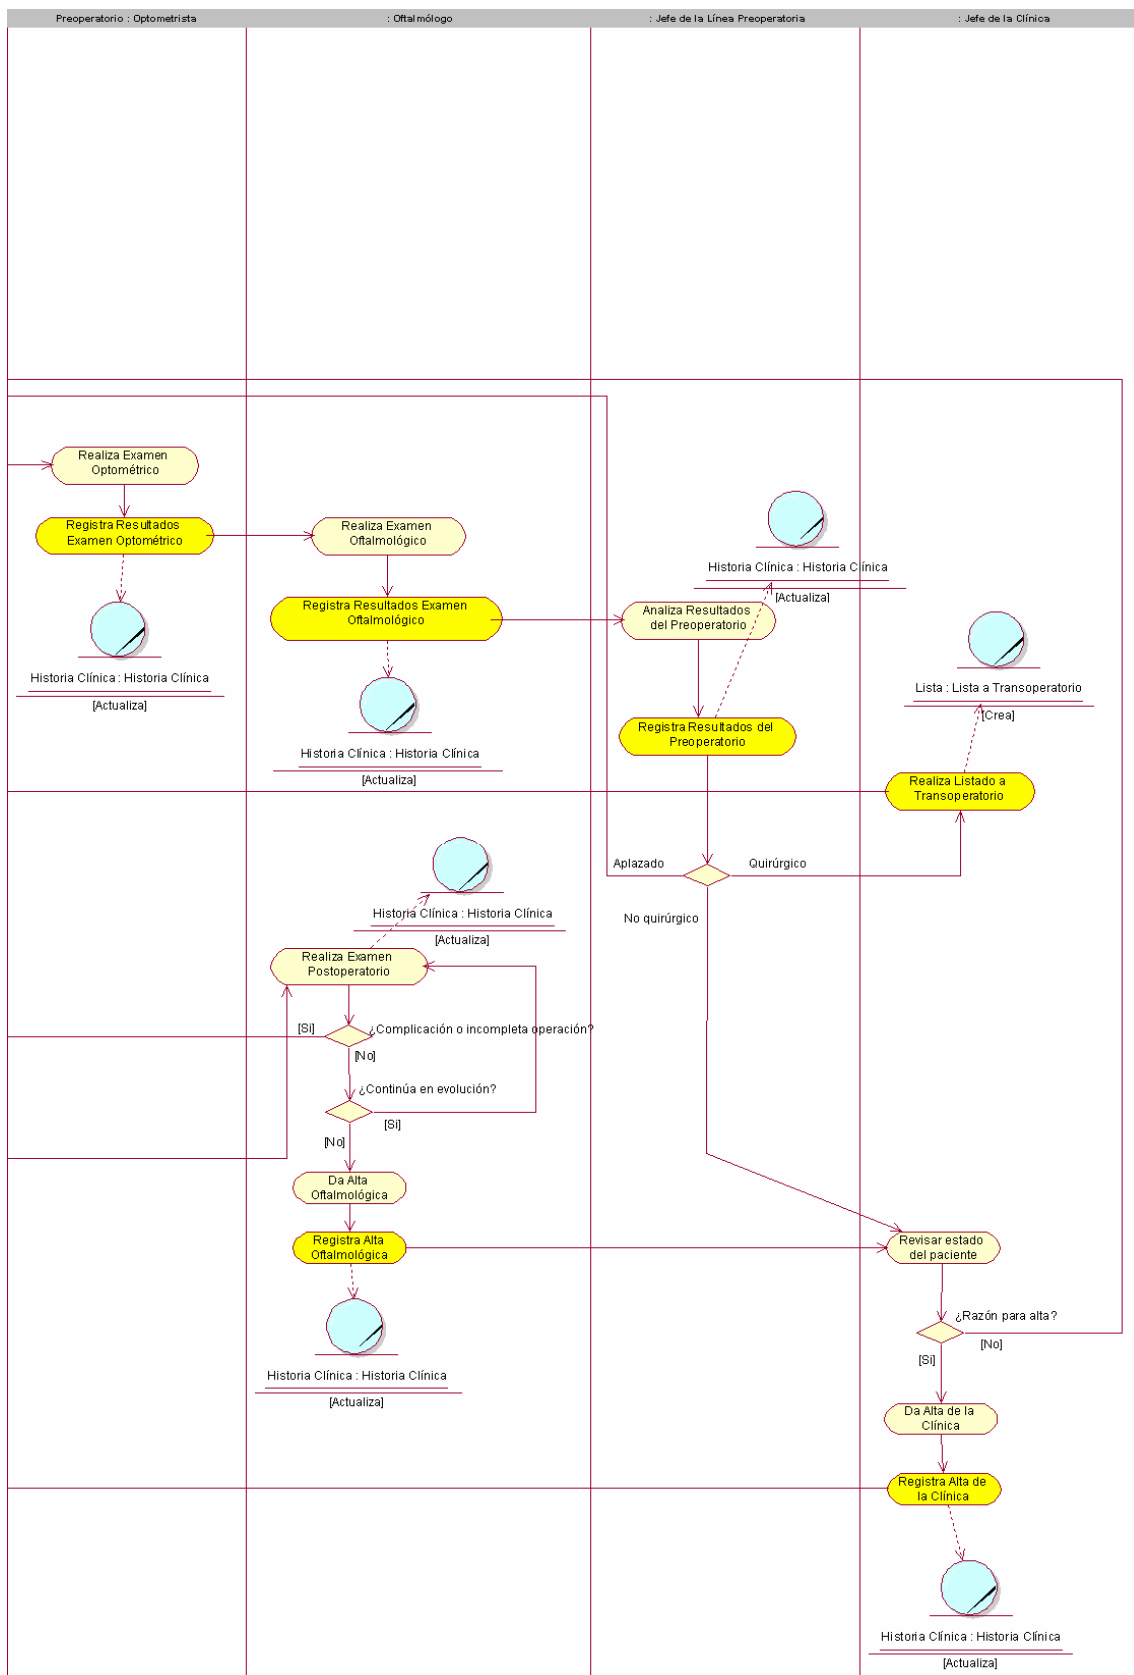 Preoperatorio : Optometrista
: Oftalmólogo
: Jefe de la Línea Preoperatoria
: Jefe de la Clínica
Realiza Examen
Optométrico
Registra Resultados
Examen Optométrico
Historia Clínica : Historia Clínica
[Actualiza]
Realiza Examen
Oftalmológico
Registra Resultados Examen
Oftalmológico
Historia Clínica : Historia Clínica
[Actualiza]
Historia Clínica : Historia Clínica
[Actualiza]
Analiza Resultados
del Preoperatorio
Registra Resultados del
Preoperatorio
Lista : Lista a Transoperatorio
[Crea]
Realiza Listado a
Transoperatorio
Aplazado
Quirúrgico
No quirúrgico
Historia Clínica : Historia Clínica
[Actualiza]
Realiza Examen
Postoperatorio
[Si]
¿Complicación o incompleta operación?
[No]
¿Continúa en evolución?
[Si]
[No]
Da Alta
Oftalmológica
Registra Alta
Oftalmológica
Historia Clínica : Historia Clínica
[Actualiza]
Revisar estado
del paciente
¿Razón para alta?
[No]
[Si]
Da Alta de la
Clínica
Registra Alta de
la Clínica
Historia Clínica : Historia Clínica
[Actualiza]